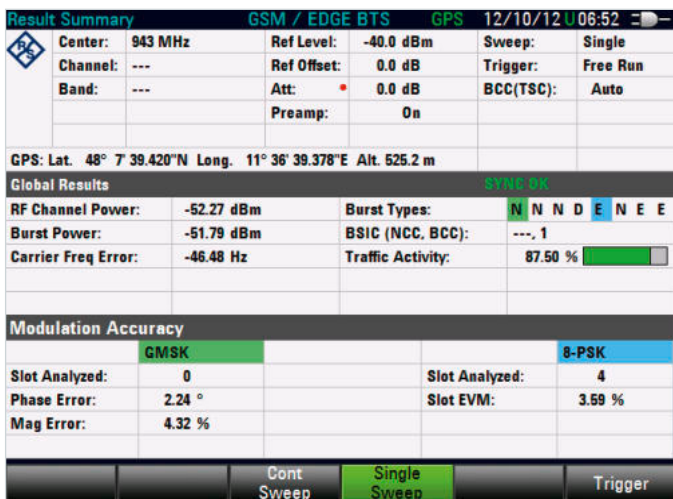 Result Summary GSM / EDGE BTS GPS 12/10/12 U 06:52
Center: 943 MHz Ref Level: -40.0 dBm Sweep: Single
Channel: --- Ref Offset: 0.0 dB Trigger: Free Run
Band: --- Att: 0.0 dB BCC(TSC): Auto
Preamp: On
GPS: Lat. 48° 7' 39.420"N Long. 11° 36' 39.378"E Alt. 525.2 m
Global Results SYNC OK
RF Channel Power: -52.27 dBm Burst Types: N N N D E N E E
Burst Power: -51.79 dBm BSIC (NCC, BCC): ---, 1
Carrier Freq Error: -46.48 Hz Traffic Activity: 87.50 %
Modulation Accuracy
GMSK 8-PSK
Slot Analyzed: 0 Slot Analyzed: 4
Phase Error: 2.24 ° Slot EVM: 3.59 %
Mag Error: 4.32 %
Cont Sweep Single Sweep Trigger